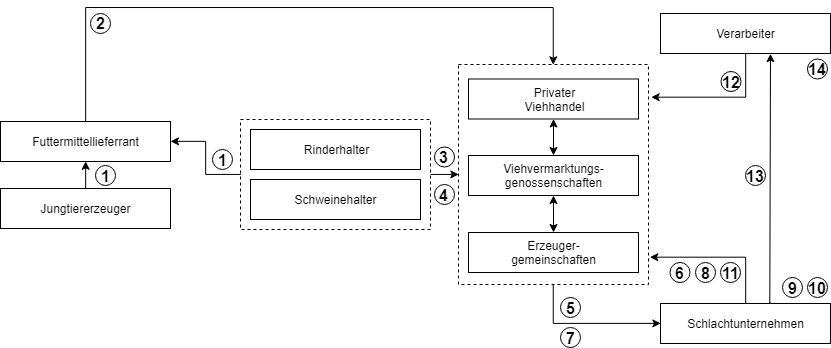 2
Verarbeiter
14
12
Privater
Viehhandel
Futtermittellieferant
1
Rinderhalter
3
1
Viehvermarktungs-
genossenschaften
13
4
Jungtiererzeuger
Schweinehalter
Erzeuger-
gemeinschaften
6 8 11
9 10
5
7
Schlachtunternehmen